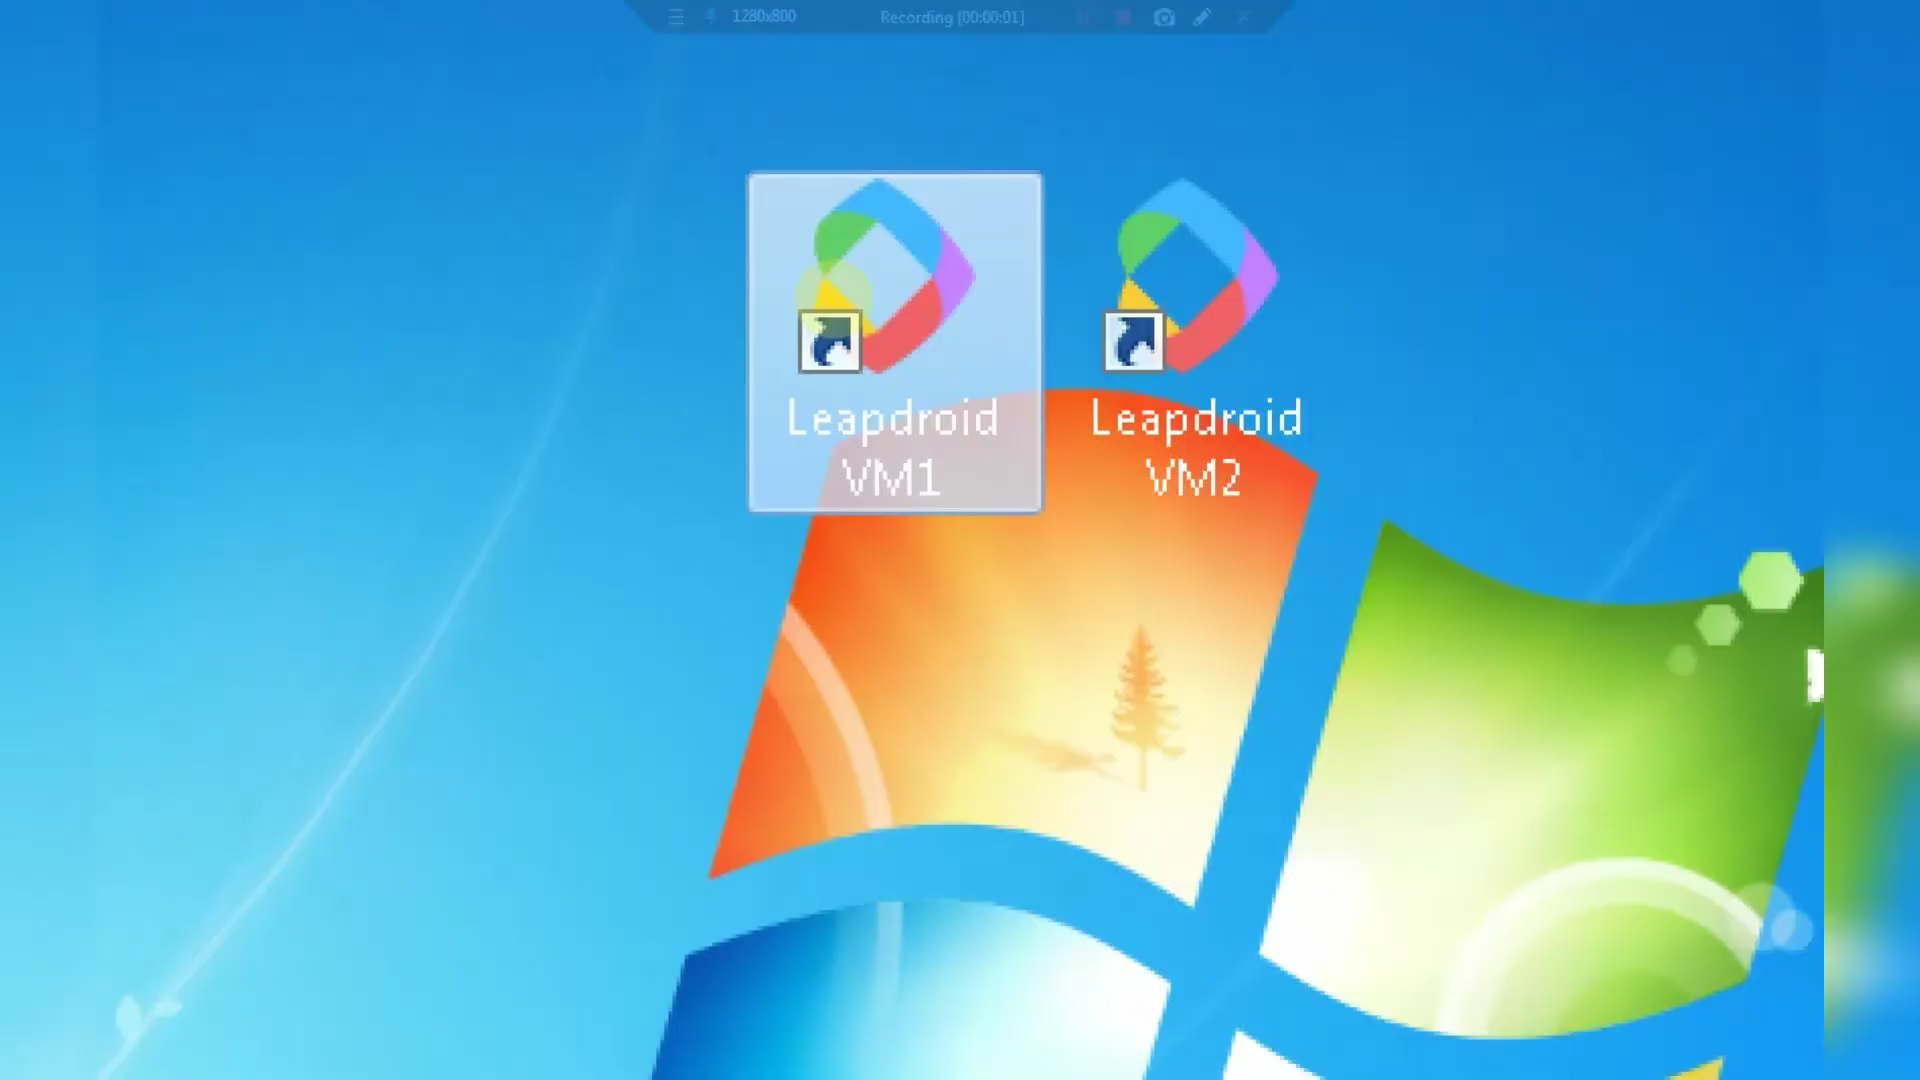 1280x800
Recording [00:00:01]
Leapdroid
VM1
Leapdroid
VM2